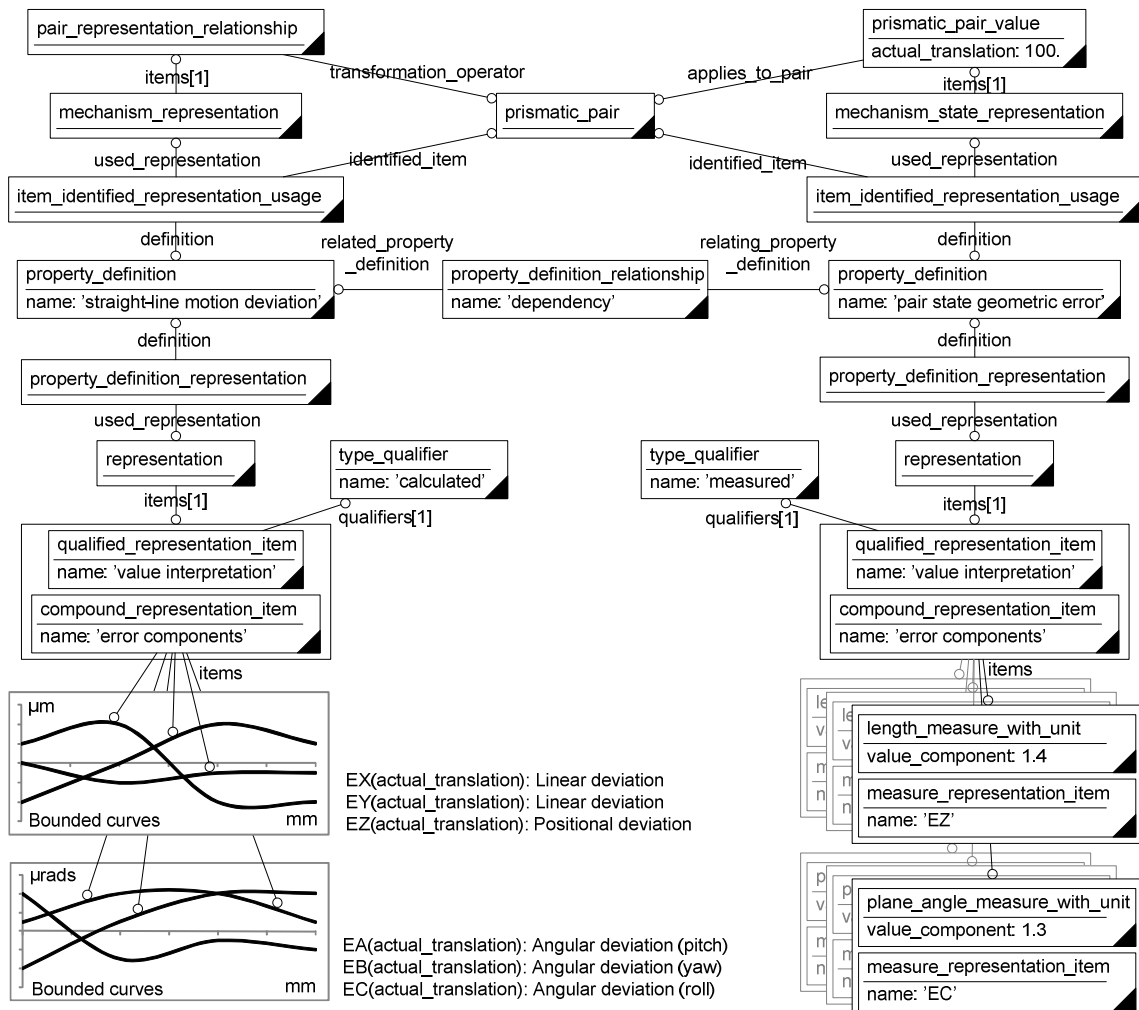 pair_representation_relationship
prismatic_pair_value
actual_translation: 100.
items[1]
transformation_operator
applies_to_pair
items[1]
mechanism_representation
prismatic_pair
mechanism_state_representation
used_representation
identified_item
identified_item
used_representation
item_identified_representation_usage
item_identified_representation_usage
definition
related_property
_definition
relating_property
_definition
definition
property_definition
name: 'straight-line motion deviation'
property_definition_relationship
name: 'dependency'
property_definition
name: 'pair state geometric error'
definition
definition
property_definition_representation
property_definition_representation
used_representation
used_representation
representation
type_qualifier
name: 'calculated'
type_qualifier
name: 'measured'
representation
items[1]
qualifiers[1]
qualifiers[1]
items[1]
qualified_representation_item
name: 'value interpretation'
qualified_representation_item
name: 'value interpretation'
compound_representation_item
name: 'error components'
compound_representation_item
name: 'error components'
items
items
µm
mm
Bounded curves
EX(actual_translation): Linear deviation
EY(actual_translation): Linear deviation
EZ(actual_translation): Positional deviation
le
v
m
n
le
v
m
n
length_measure_with_unit
value_component: 1.4
measure_representation_item
name: 'EZ'
µrads
mm
Bounded curves
EA(actual_translation): Angular deviation (pitch)
EB(actual_translation): Angular deviation (yaw)
EC(actual_translation): Angular deviation (roll)
p
v
m
n
p
v
m
n
plane_angle_measure_with_unit
value_component: 1.3
measure_representation_item
name: 'EC'